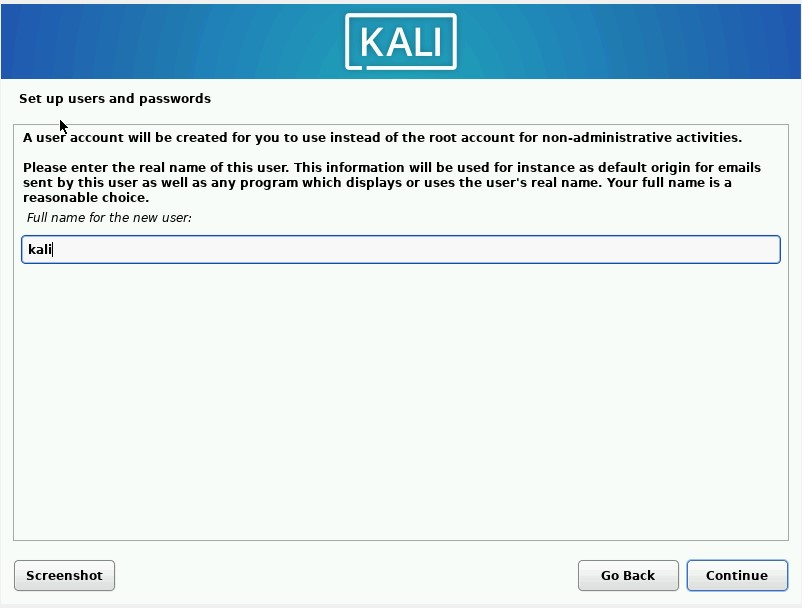 KALI
Set up users and passwords
A user account will be created for you to use instead of the root account for non-administrative activities.
Please enter the real name of this user. This information will be used for instance as default origin for emails
sent by this user as well as any program which displays or uses the user's real name. Your full name is a
reasonable choice.
Full name for the new user:
kali
Screenshot
Go Back
Continue